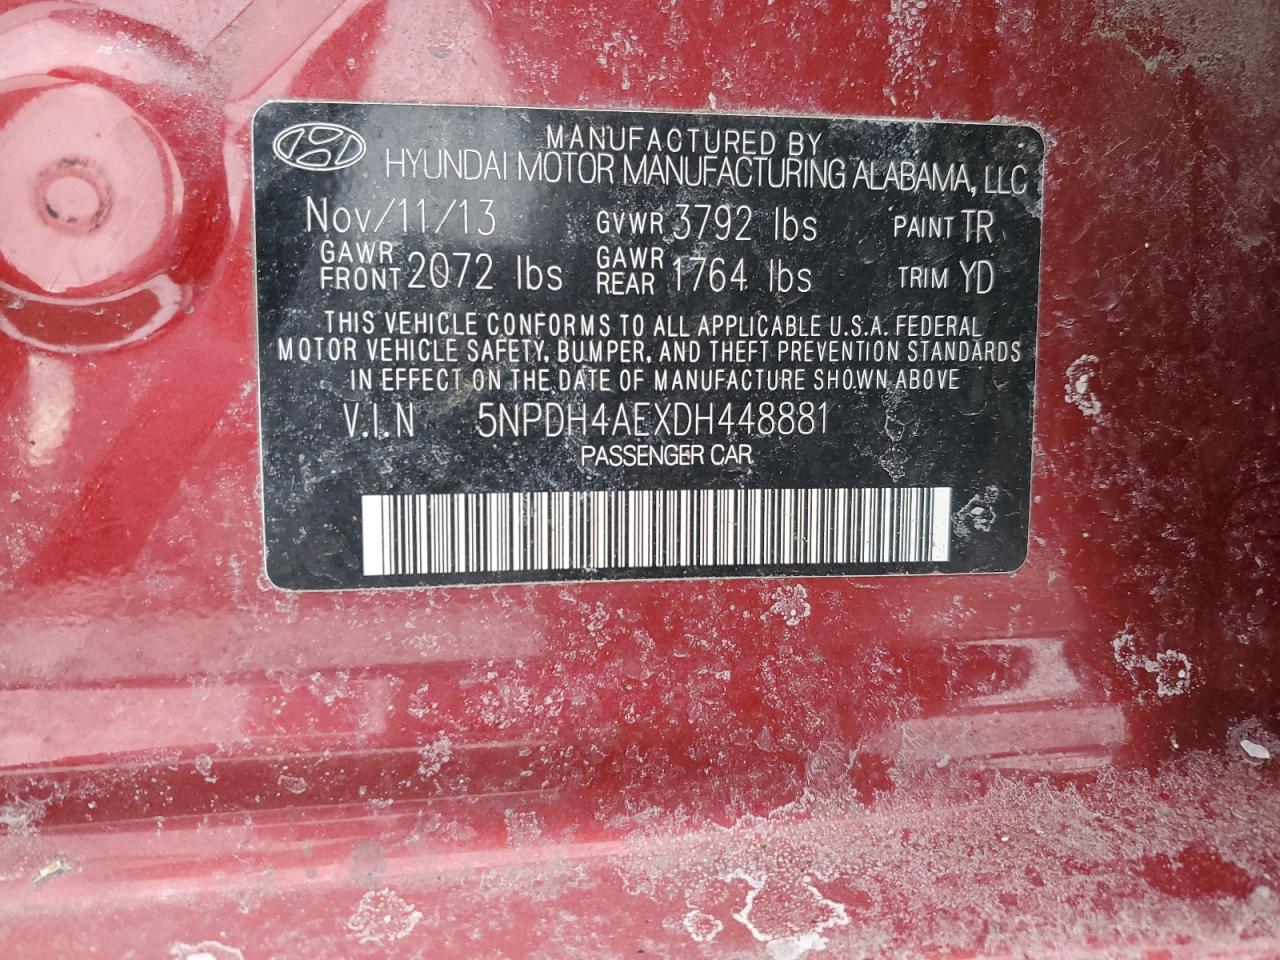 MANUFACTURED BY
HYUNDAI MOTOR MANUFACTURING ALABAMA, LLC
Nov/11/13 GVWR 3792 lbs PAINT TR
GAWR FRONT 2072 lbs GAWR REAR 1764 lbs TRIM YD
THIS VEHICLE CONFORMS TO ALL APPLICABLE U.S.A. FEDERAL
MOTOR VEHICLE SAFETY, BUMPER, AND THEFT PREVENTION STANDARDS
IN EFFECT ON THE DATE OF MANUFACTURE SHOWN ABOVE
V.I.N 5NPDH4AEXDH448881
PASSENGER CAR